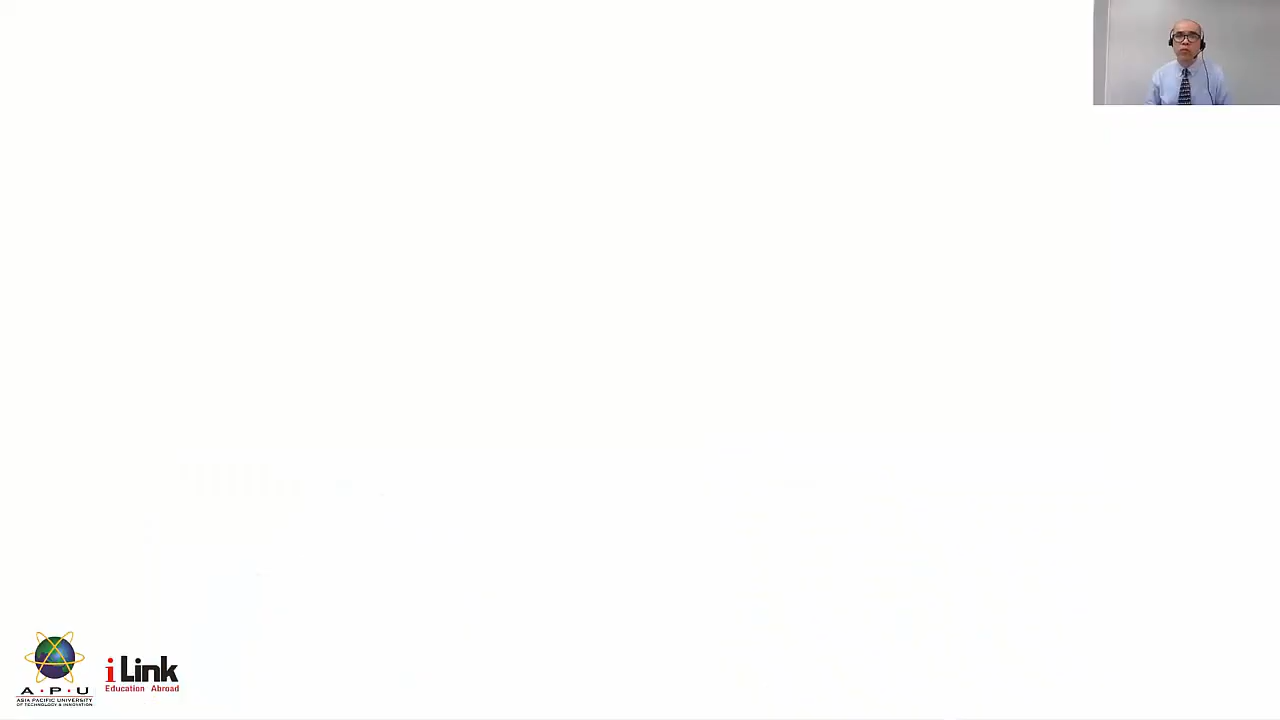 A·P·U
ASIA PACIFIC UNIVERSITY
OF TECHNOLOGY & INNOVATION
iLink
Education Abroad